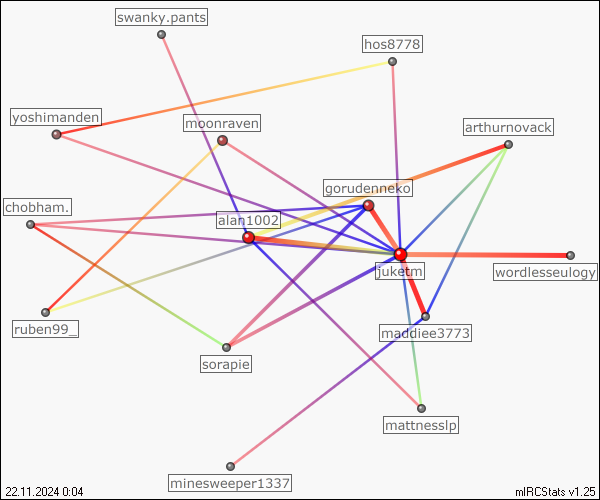 swanky.pants
hos8778
yoshimanden
moonraven
arthurnovack
gorudenneko
chobham.
alan1002
juketm
wordlesseulogy
ruben99_
maddiee3773
sorapie
mattnesslp
minesweeper1337
22.11.2024 0:04
mIRCStats v1.25